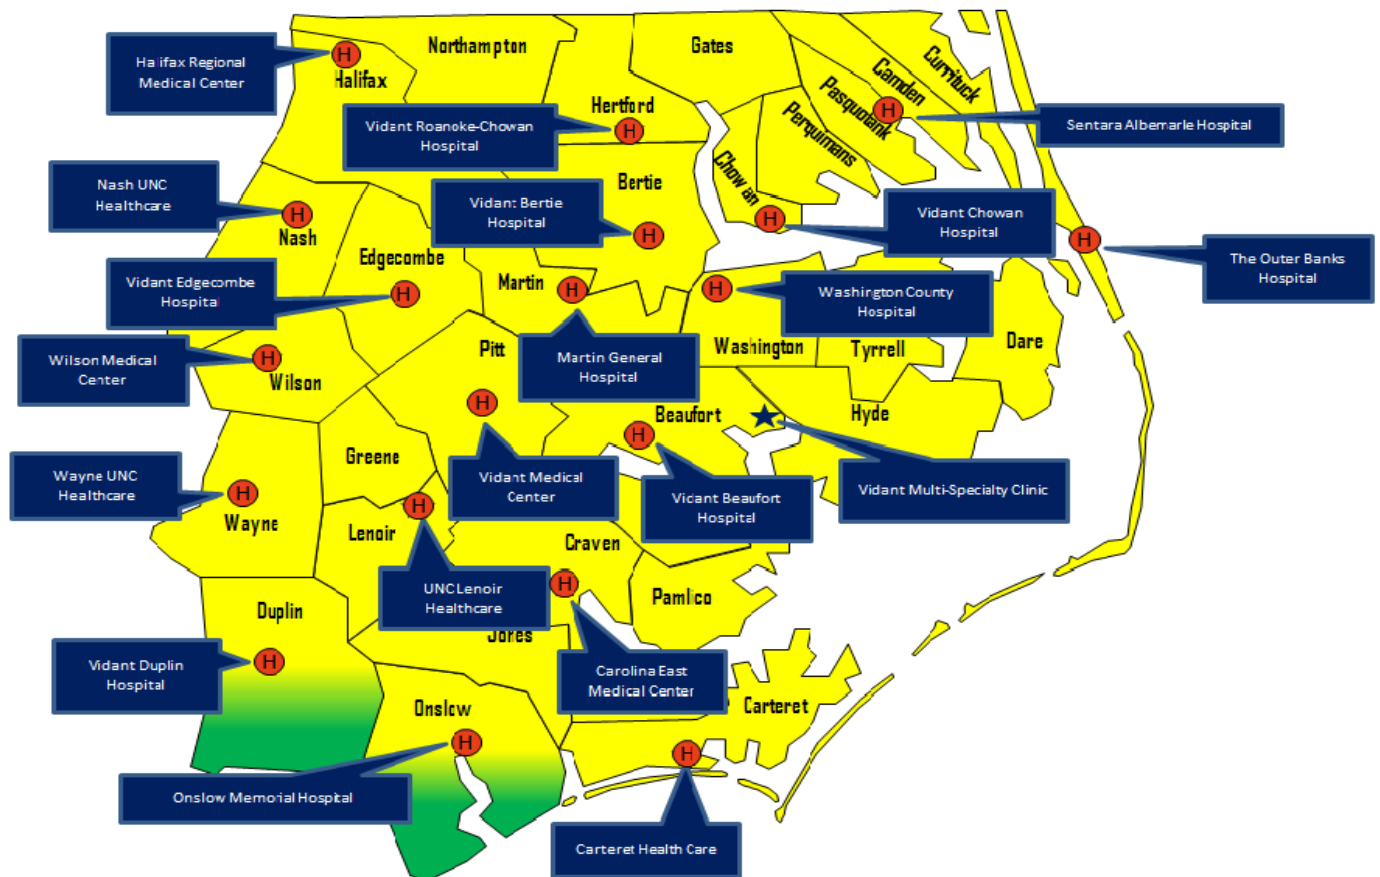 Northampton
Gates
Currituck
Camden
Halifax Regional
Medical Center
H
Halifax
Pasquotank
H
Hertford
Perquimans
Vidant Roanoke-Chowan
Hospital
H
Sentara Albemarle Hospital
Chowan
Bertie
Nash UNC
Healthcare
H
Nash
Vidant Bertie
Hospital
H
H
Vidant Chowan
Hospital
H
The Outer Banks
Hospital
Edgecombe
Vidant Edgecombe
Hospital
H
Martin
H
H
Washington County
Hospital
Dare
Wilson Medical
Center
H
Wilson
Pitt
Martin General
Hospital
Washington
Tyrrell
H
Beaufort
H
Hyde
Greene
Wayne UNC
Healthcare
H
Wayne
Vidant Medical
Center
Vidant Beaufort
Hospital
Vidant Multi-Specialty Clinic
H
Lenoir
Craven
UNC Lenoir
Healthcare
H
Pamlico
Duplin
Jones
Vidant Duplin
Hospital
H
Carolina East
Medical Center
Onslow
Carteret
H
H
Onslow Memorial Hospital
Carteret Health Care